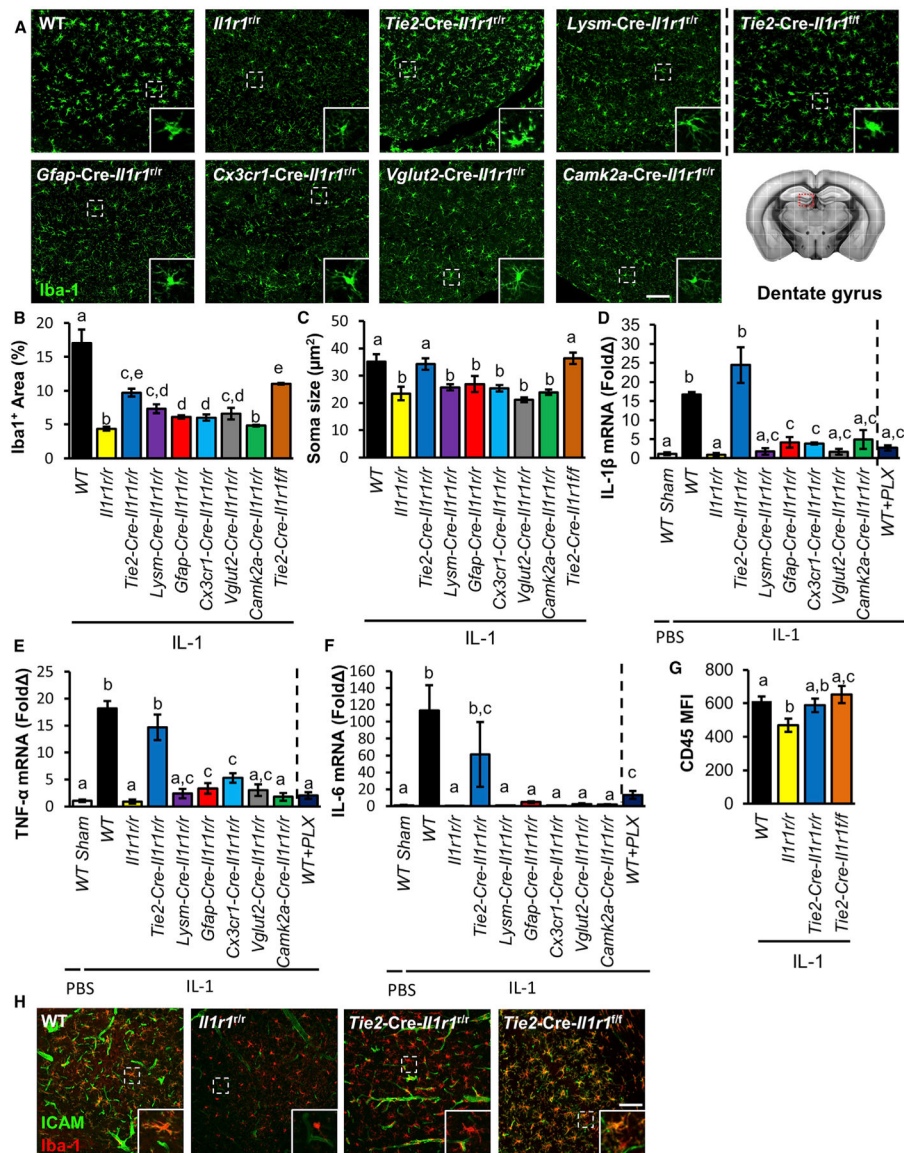 A
WT
Il1r1r/r
Tie2-Cre-Il1r1r/r
Lysm-Cre-Il1r1r/r
Tie2-Cre-Il1r1f/f
Gfap-Cre-Il1r1r/r
Cx3cr1-Cre-Il1r1r/r
Vglut2-Cre-Il1r1r/r
Camk2a-Cre-Il1r1r/r
Iba-1
Dentate gyrus
B
Iba1+ Area (%)
20
15
10
5
0
a
b
c,e
c,d
d
d
c,d
b
e
WT
Il1r1r/r
Tie2-Cre-Il1r1r/r
Lysm-Cre-Il1r1r/r
Gfap-Cre-Il1r1r/r
Cx3cr1-Cre-Il1r1r/r
Vglut2-Cre-Il1r1r/r
Camk2a-Cre-Il1r1r/r
Tie2-Cre-Il1r1f/f
IL-1
C
Soma size (µm2)
50
40
30
20
10
0
a
b
a
b
b
b
b
b
a
WT
Il1r1r/r
Tie2-Cre-Il1r1r/r
Lysm-Cre-Il1r1r/r
Gfap-Cre-Il1r1r/r
Cx3cr1-Cre-Il1r1r/r
Vglut2-Cre-Il1r1r/r
Camk2a-Cre-Il1r1r/r
Tie2-Cre-Il1r1f/f
IL-1
D
IL-1β mRNA (FoldΔ)
35
30
25
20
15
10
5
0
a
b
a
b
a,c
c
c
a,c
a,c
a,c
WT Sham
WT
Il1r1r/r
Tie2-Cre-Il1r1r/r
Lysm-Cre-Il1r1r/r
Gfap-Cre-Il1r1r/r
Cx3cr1-Cre-Il1r1r/r
Vglut2-Cre-Il1r1r/r
Camk2a-Cre-Il1r1r/r
WT+PLX
PBS
IL-1
E
TNF-α mRNA (FoldΔ)
25
20
15
10
5
0
a
b
a
b
a,c
c
c
a,c
a
a
WT Sham
WT
Il1r1r/r
Tie2-Cre-Il1r1r/r
Lysm-Cre-Il1r1r/r
Gfap-Cre-Il1r1r/r
Cx3cr1-Cre-Il1r1r/r
Vglut2-Cre-Il1r1r/r
Camk2a-Cre-Il1r1r/r
WT+PLX
PBS
IL-1
F
IL-6 mRNA (FoldΔ)
160
140
120
100
80
60
40
20
0
a
b
a
b,c
a
a
a
a
a
c
WT Sham
WT
Il1r1r/r
Tie2-Cre-Il1r1r/r
Lysm-Cre-Il1r1r/r
Gfap-Cre-Il1r1r/r
Cx3cr1-Cre-Il1r1r/r
Vglut2-Cre-Il1r1r/r
Camk2a-Cre-Il1r1r/r
WT+PLX
PBS
IL-1
G
CD45 MFI
800
600
400
200
0
a
b
a,b
a,c
WT
Il1r1r/r
Tie2-Cre-Il1r1r/r
Tie2-Cre-Il1r1f/f
IL-1
H
WT
Il1r1r/r
Tie2-Cre-Il1r1r/r
Tie2-Cre-Il1r1f/f
ICAM
Iba-1